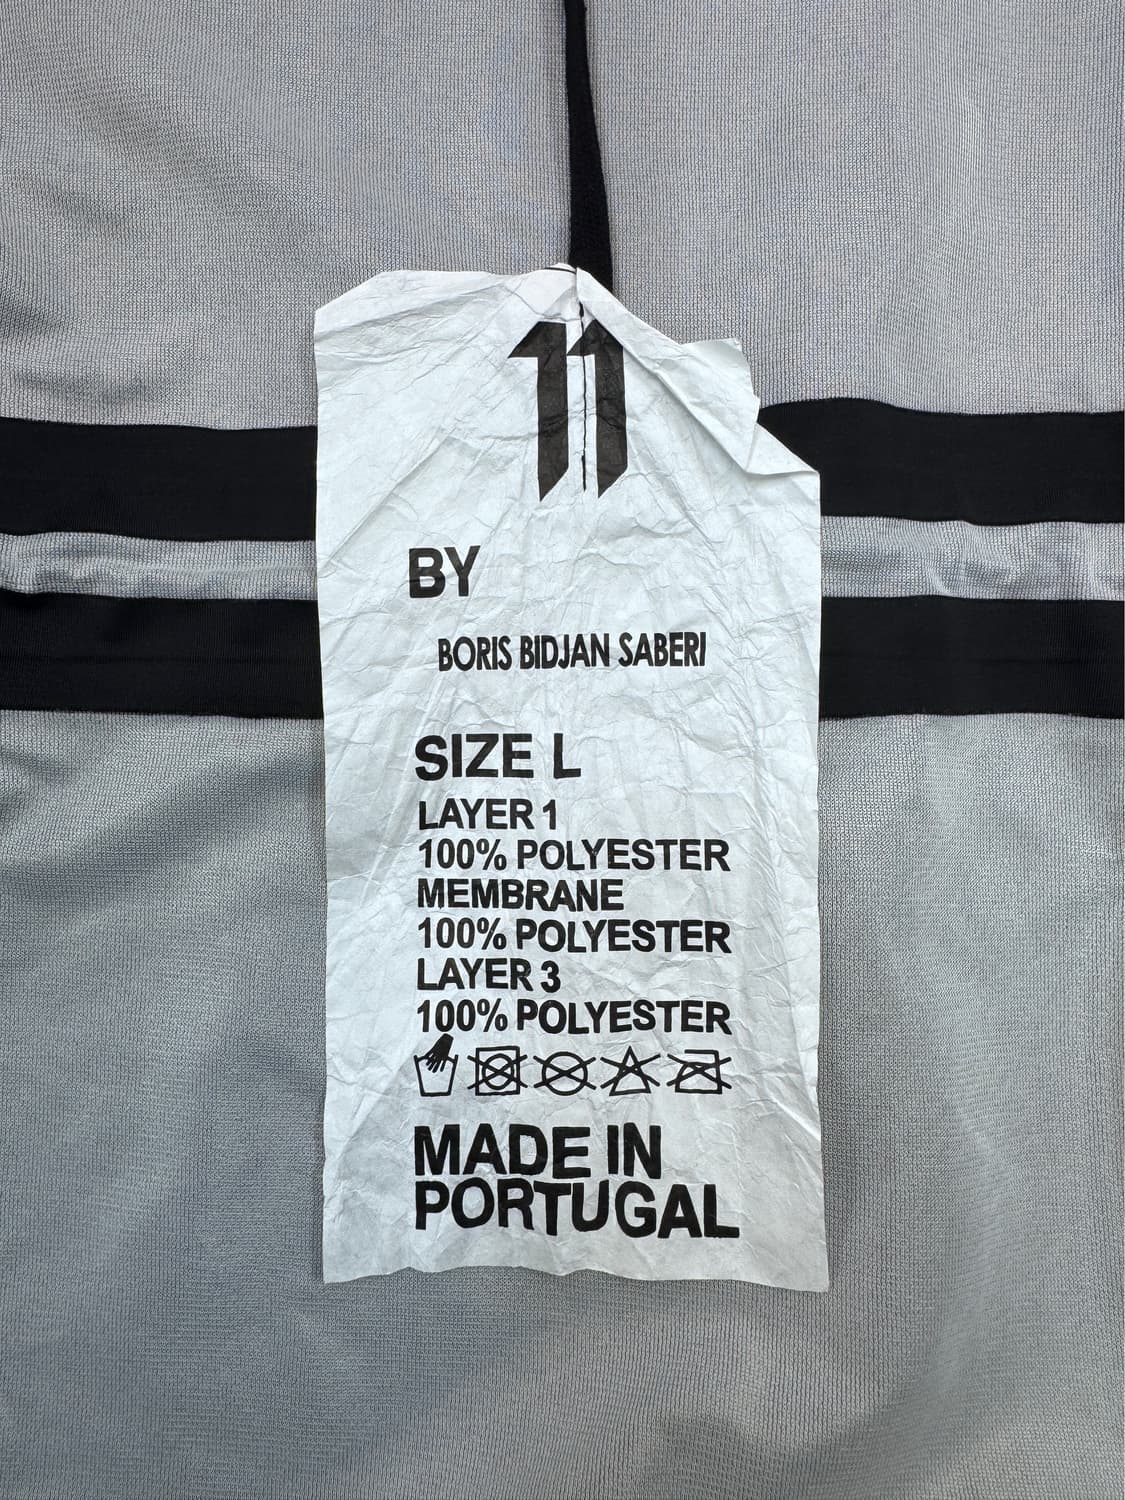 11
BY
BORIS BIDJAN SABERI
SIZE L
LAYER 1
100% POLYESTER
MEMBRANE
100% POLYESTER
LAYER 3
100% POLYESTER
MADE IN
PORTUGAL